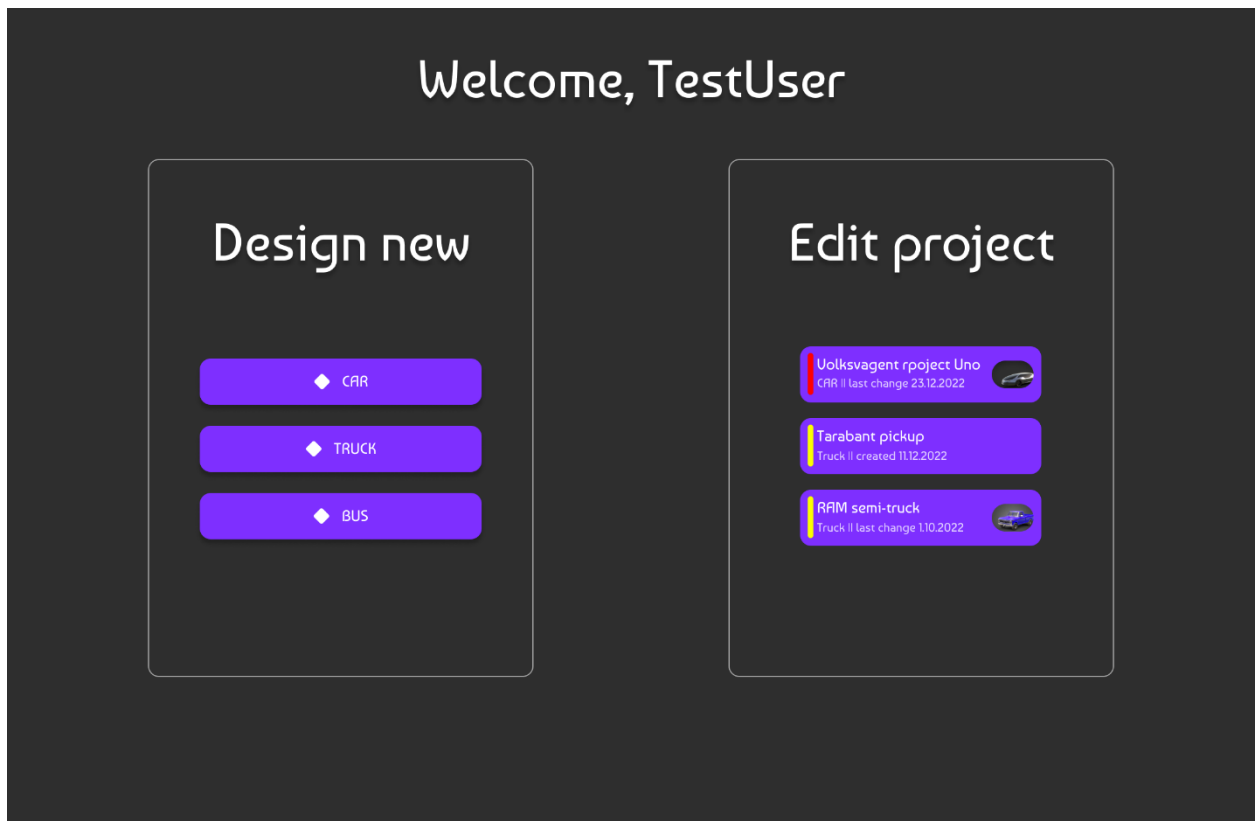 Welcome, TestUser
Design new
CAR
TRUCK
BUS
Edit project
Volksvagent rpoject Uno
CAR || last change 23.12.2022
Tarabant pickup
Truck || created 11.12.2022
RAM semi-truck
Truck || last change 1.10.2022